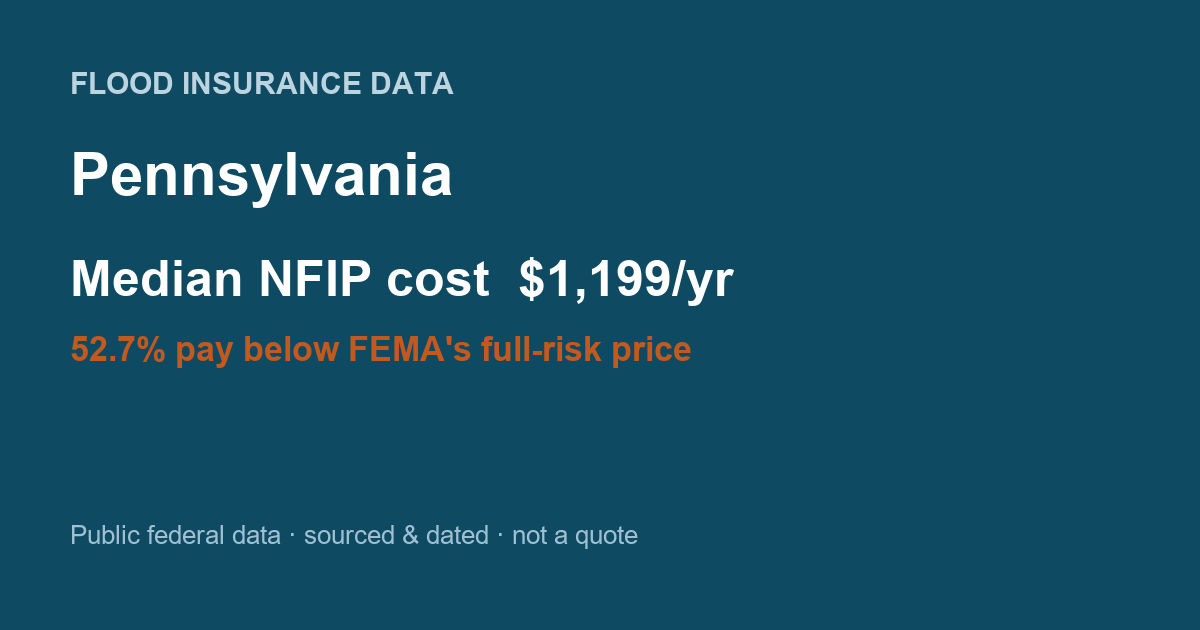 FLOOD INSURANCE DATA
Pennsylvania
Median NFIP cost  $1,199/yr
52.7% pay below FEMA's full-risk price
Public federal data · sourced & dated · not a quote